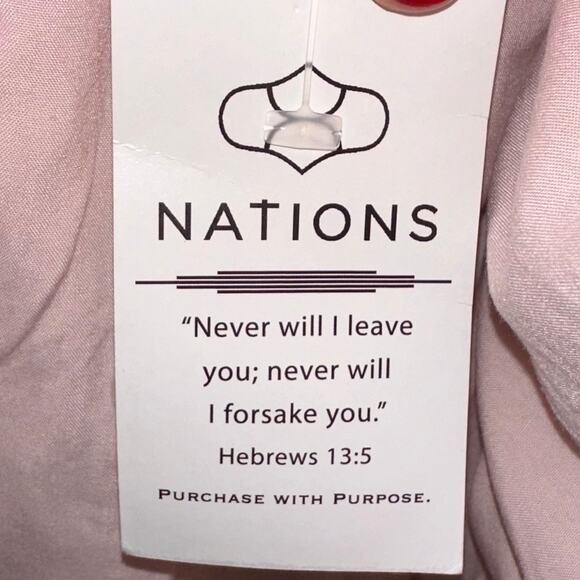 NATIONS
“Never will I leave
you; never will
I forsake you.”
Hebrews 13:5
PURCHASE WITH PURPOSE.